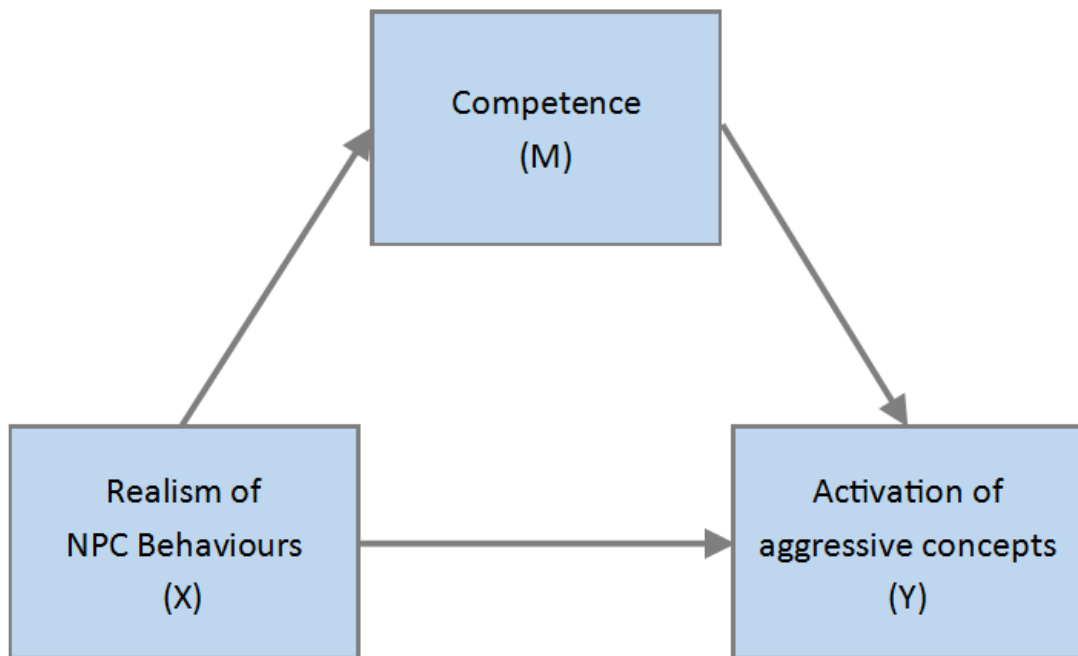 Competence
(M)
Realism of
NPC Behaviours
(X)
Activation of
aggressive concepts
(Y)